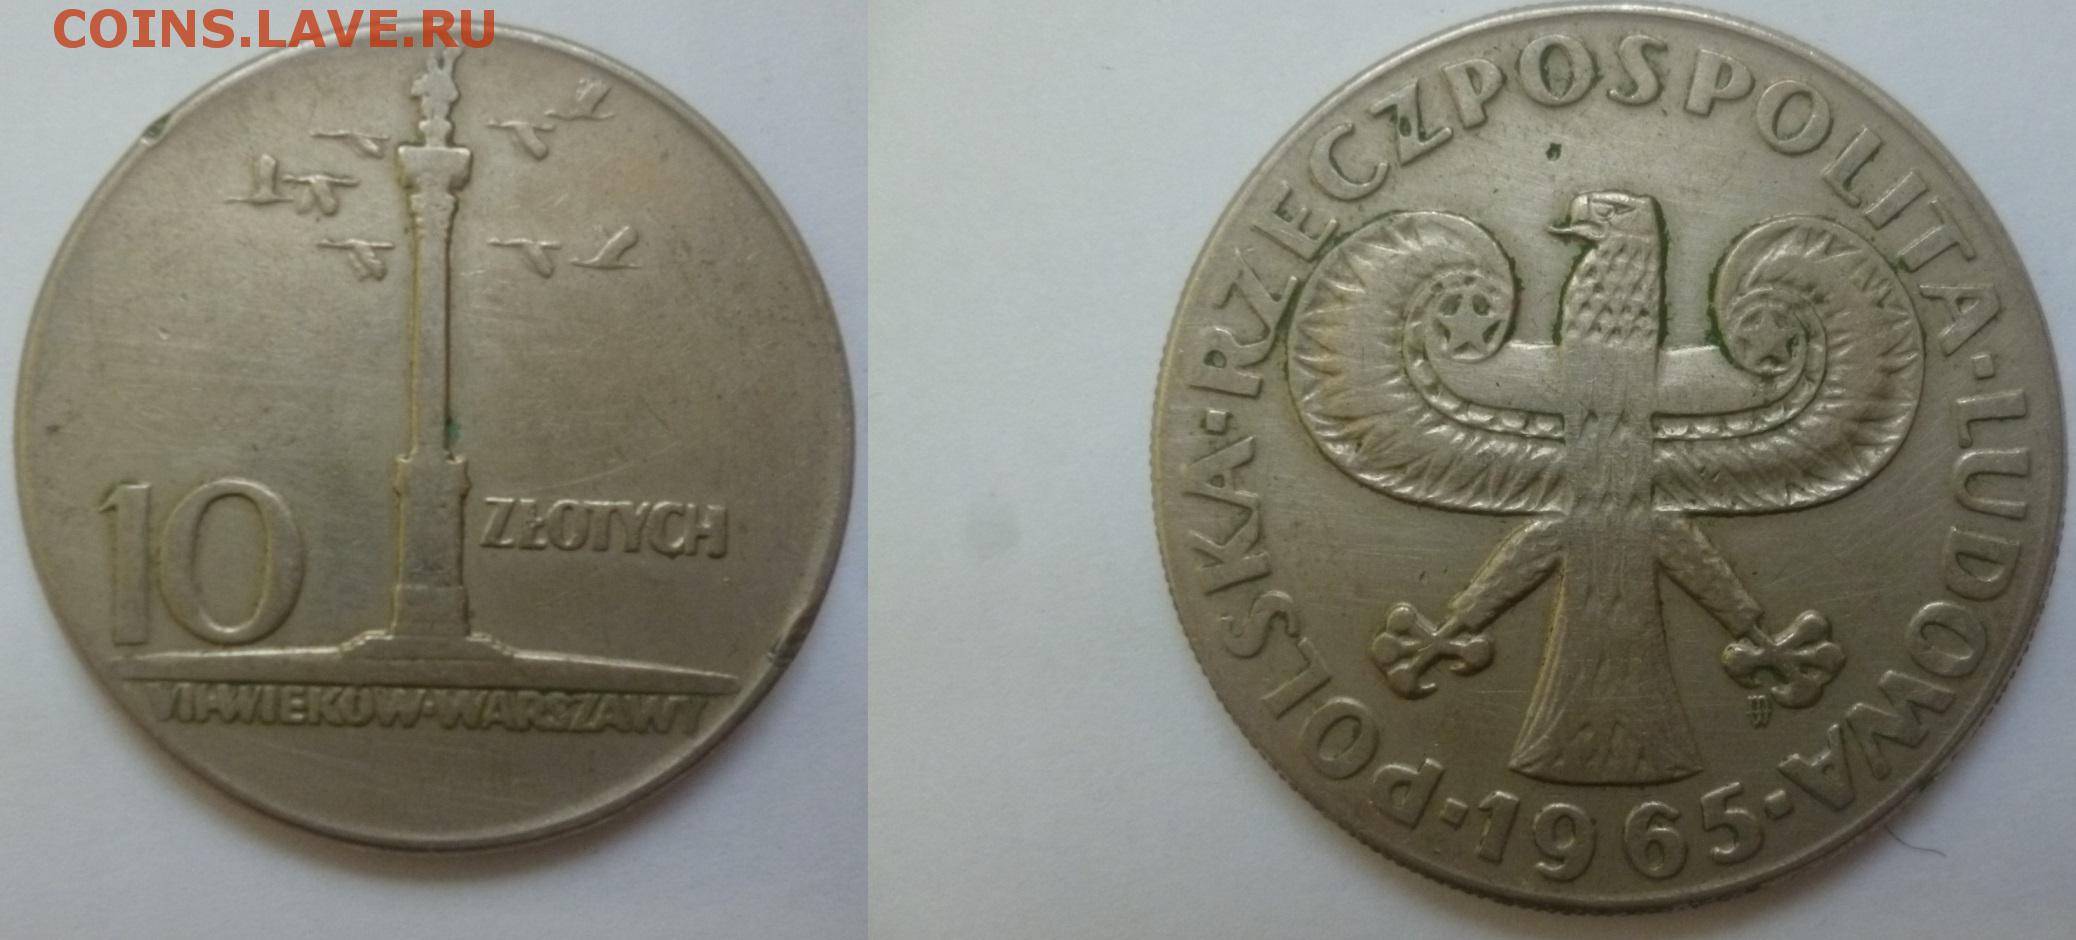 COINS.LAVE.RU
10 ZŁOTYCH
VII·WIEKÓW·WARSZAWY
POLSKA·RZECZPOSPOLITA·LUDOWA
·1965·